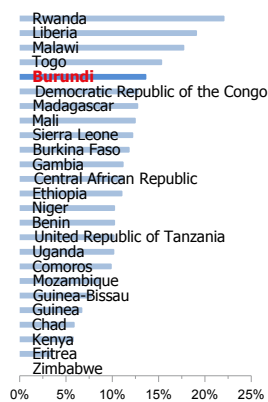 Rwanda
Liberia
Malawi
Togo
Burundi
Democratic Republic of the Congo
Madagascar
Mali
Sierra Leone
Burkina Faso
Gambia
Central African Republic
Ethiopia
Niger
Benin
United Republic of Tanzania
Uganda
Comoros
Mozambique
Guinea-Bissau
Guinea
Chad
Kenya
Eritrea
Zimbabwe
0% 5% 10% 15% 20% 25%